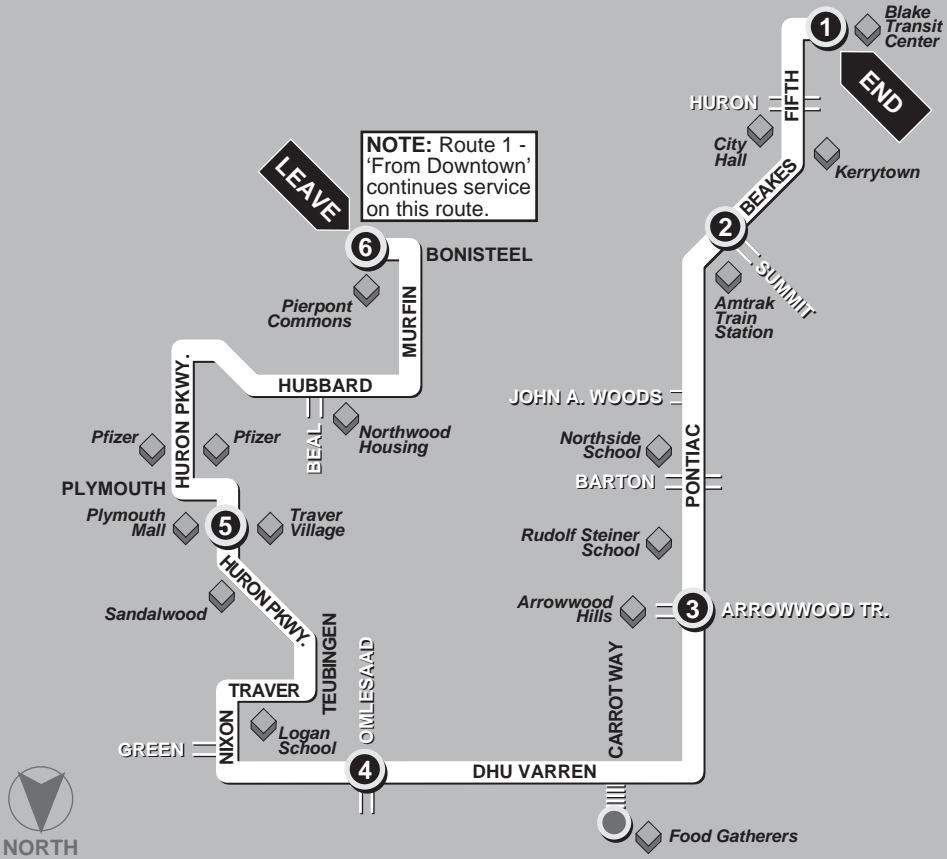 1
Blake
Transit
Center
END
HURON
FIFTH
City
Hall
Kerrytown
BEAKES
LEAVE
NOTE: Route 1 -
'From Downtown'
continues service
on this route.
2
SUMMIT
6
BONISTEEL
Pierpont
Commons
MURFIN
Amtrak
Train
Station
HURON PKWY.
HUBBARD
JOHN A. WOODS
BEAL
Northwood
Housing
Pfizer
Pfizer
Northside
School
PONTIAC
BARTON
PLYMOUTH
Plymouth
Mall
5
Traver
Village
Rudolf Steiner
School
HURON PKWY.
Sandalwood
Arrowwood
Hills
3
ARROWWOOD TR.
TEUBINGEN
OMLESAAD
CARROT WAY
TRAVER
NIXON
Logan
School
GREEN
4
DHU VARREN
Food Gatherers
NORTH